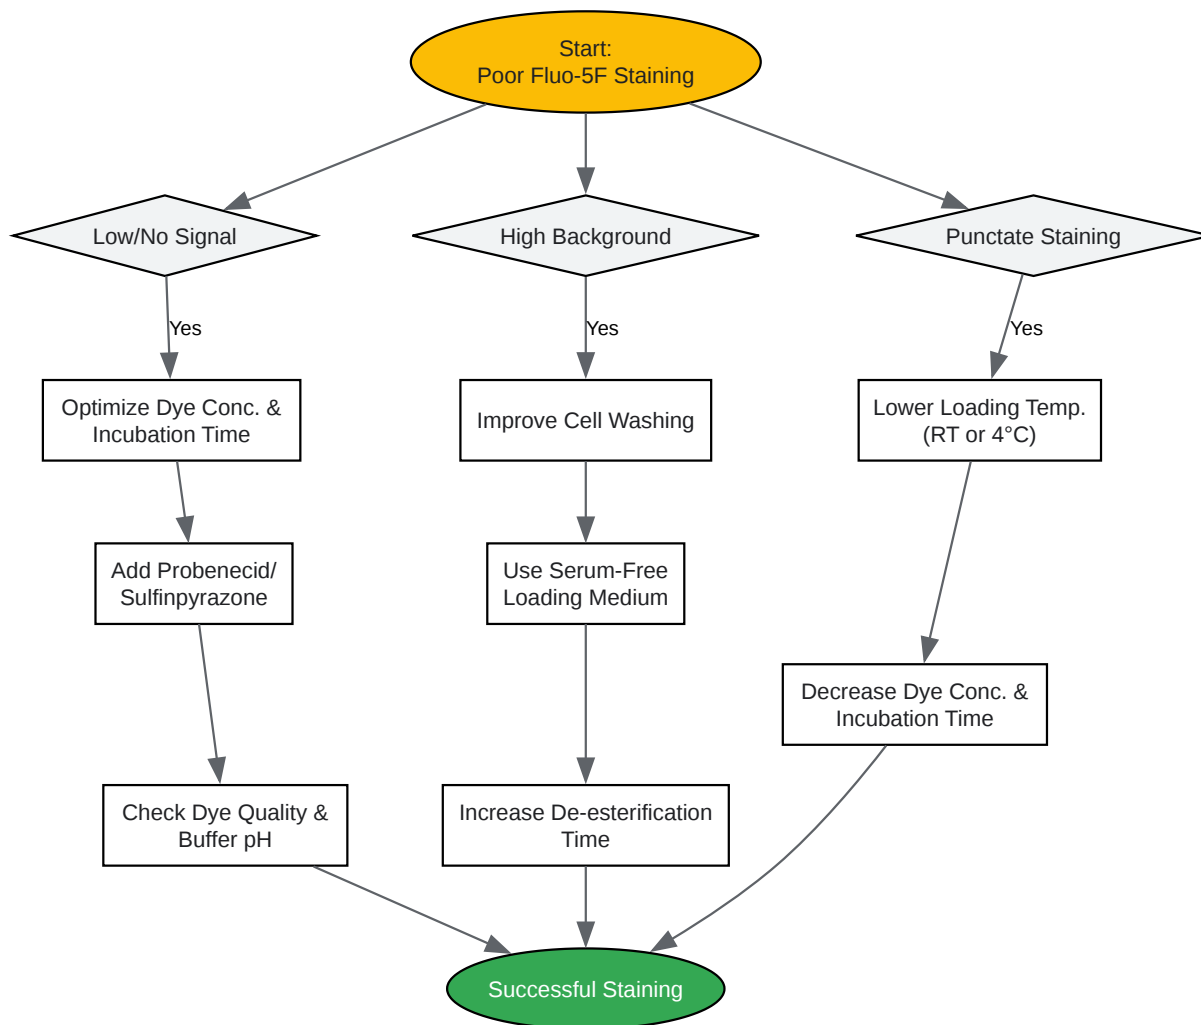 Start:
Poor Fluo-5F Staining
Low/No Signal
High Background
Punctate Staining
Yes
Yes
Yes
Optimize Dye Conc. &
Incubation Time
Improve Cell Washing
Lower Loading Temp.
(RT or 4°C)
Add Probenecid/
Sulfinpyrazone
Use Serum-Free
Loading Medium
Decrease Dye Conc. &
Incubation Time
Check Dye Quality &
Buffer pH
Increase De-esterification
Time
Successful Staining